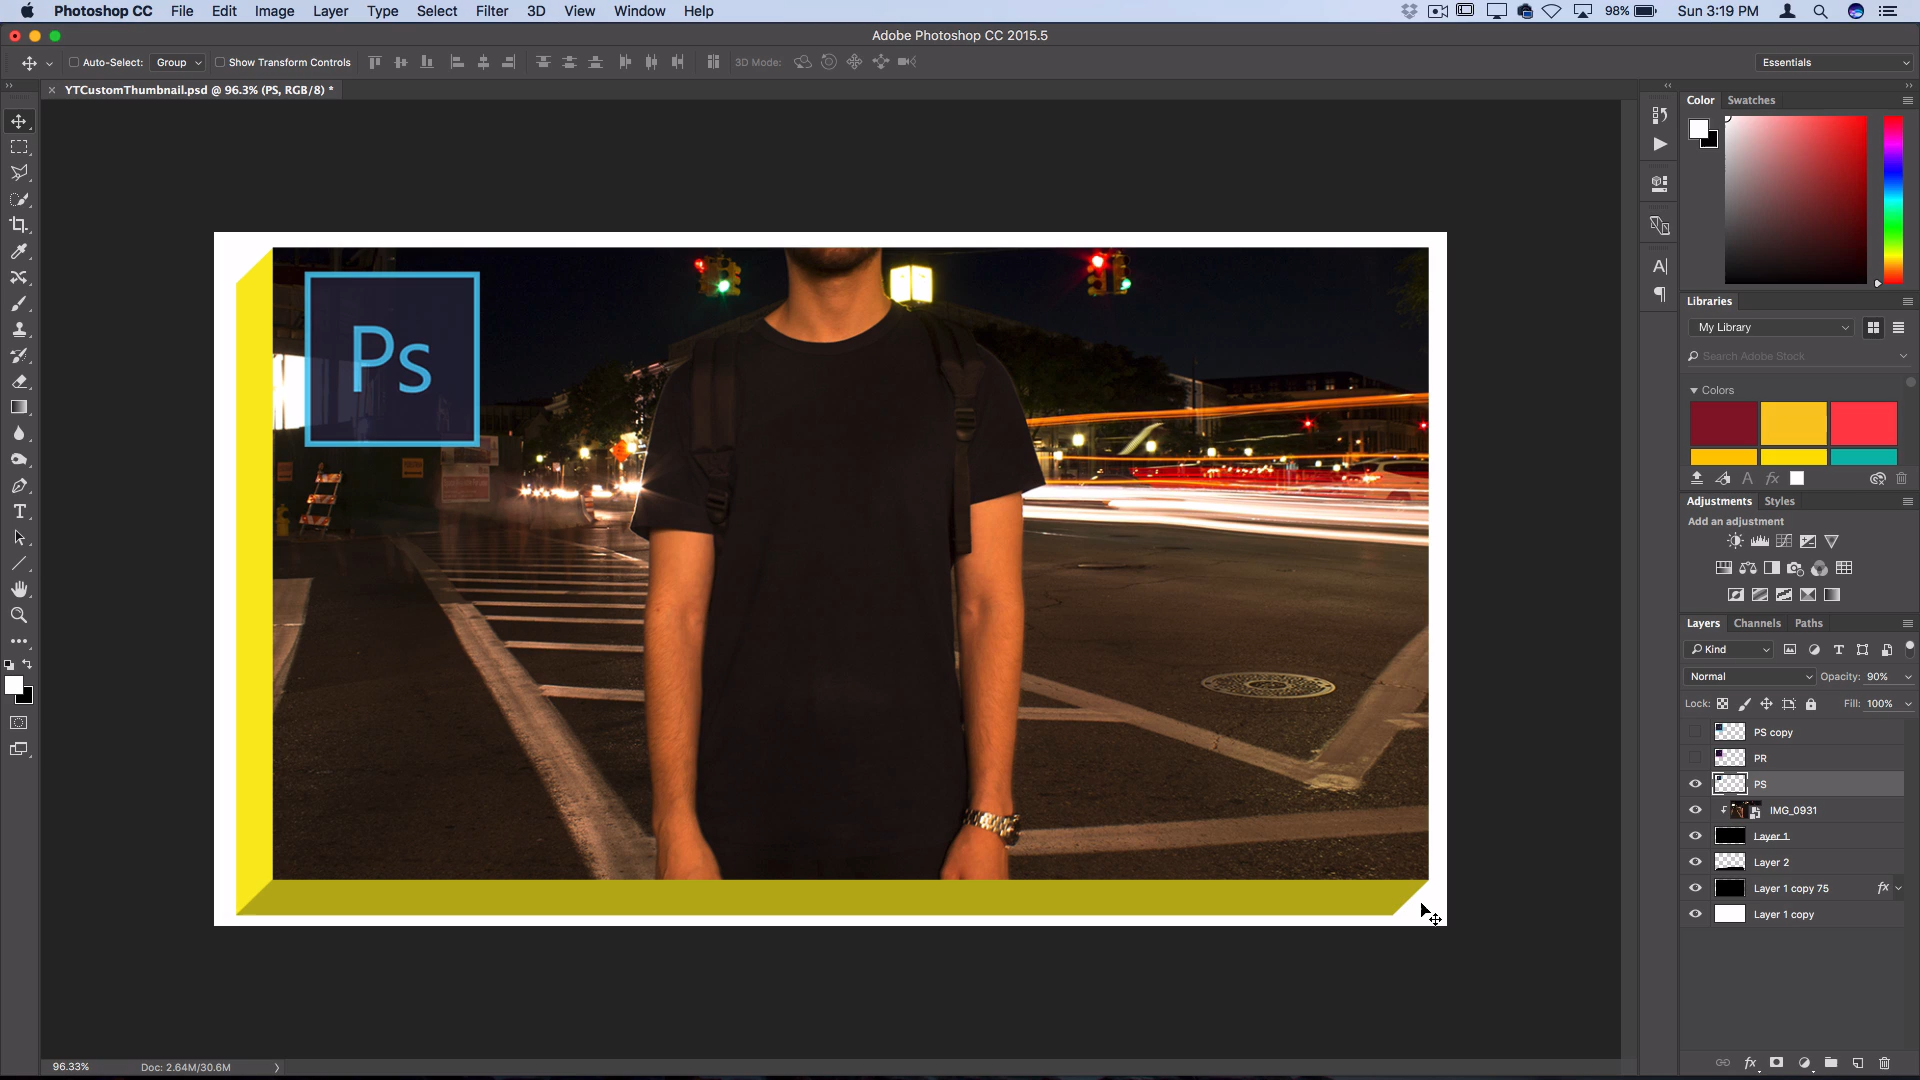 Photoshop CC File Edit Image Layer Type Select Filter 3D View Window Help 98% Sun 3:19 PM
Adobe Photoshop CC 2015.5
Auto-Select: Group Show Transform Controls 3D Mode: Essentials
YTCustomThumbnail.psd @ 96.3% (PS, RGB/8) *
Color Swatches
Ps
Libraries
My Library
Search Adobe Stock
Colors
Adjustments Styles
Add an adjustment
Layers Channels Paths
Kind
Normal Opacity: 90%
Lock: Fill: 100%
PS copy
PR
PS
IMG_0931
Layer 1
Layer 2
Layer 1 copy 75 fx
Layer 1 copy
96.33% Doc: 2.64M/30.6M